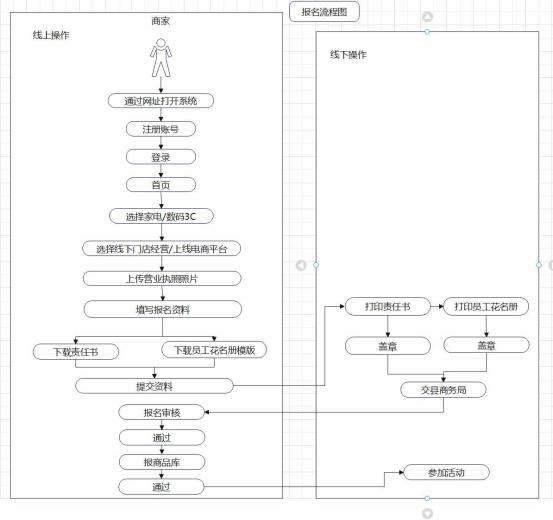 报名流程图
商家
线上操作
通过网址打开系统
注册账号
登录
首页
选择家电/数码3C
选择线下门店经营/上线电商平台
上传营业执照照片
填写报名资料
下载责任书
下载员工花名册模版
提交资料
报名审核
通过
报商品库
通过
线下操作
打印责任书
打印员工花名册
盖章
盖章
交县商务局
参加活动